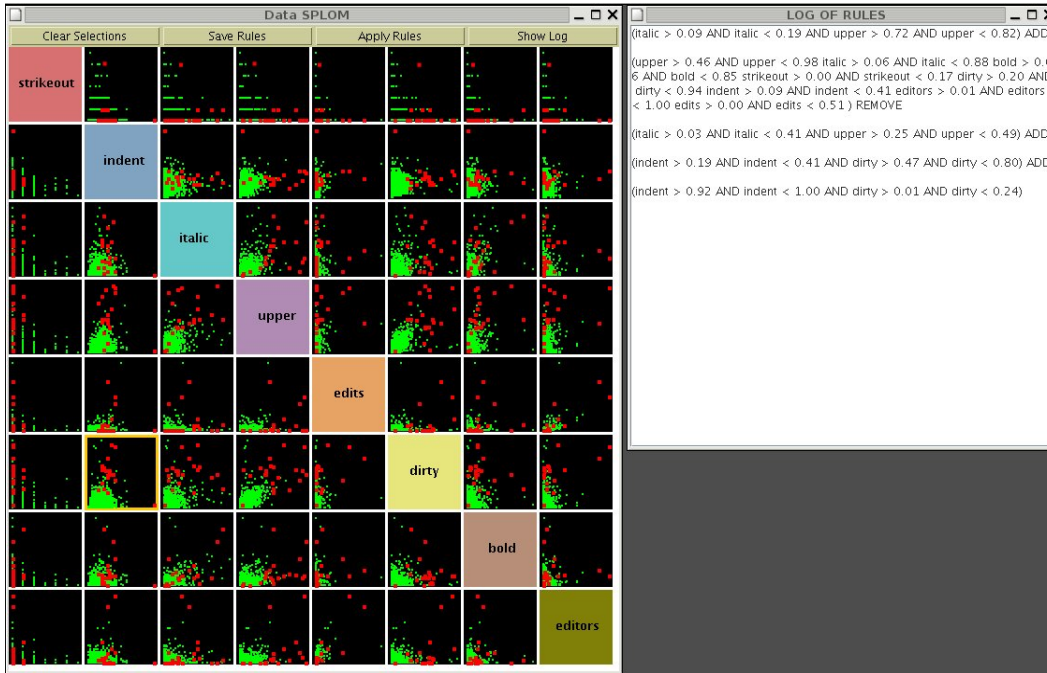 Data SPLOM
Clear Selections Save Rules Apply Rules Show Log
strikeout
indent
italic
upper
edits
dirty
bold
editors
LOG OF RULES
(italic > 0.09 AND italic < 0.19 AND upper > 0.72 AND upper < 0.82) ADD
(upper > 0.46 AND upper < 0.98 italic > 0.06 AND italic < 0.88 bold > 0.0
6 AND bold < 0.85 strikeout > 0.00 AND strikeout < 0.17 dirty > 0.20 AND
dirty < 0.94 indent > 0.09 AND indent < 0.41 editors > 0.01 AND editors
< 1.00 edits > 0.00 AND edits < 0.51 ) REMOVE
(italic > 0.03 AND italic < 0.41 AND upper > 0.25 AND upper < 0.49) ADD
(indent > 0.19 AND indent < 0.41 AND dirty > 0.47 AND dirty < 0.80) ADD
(indent > 0.92 AND indent < 1.00 AND dirty > 0.01 AND dirty < 0.24)